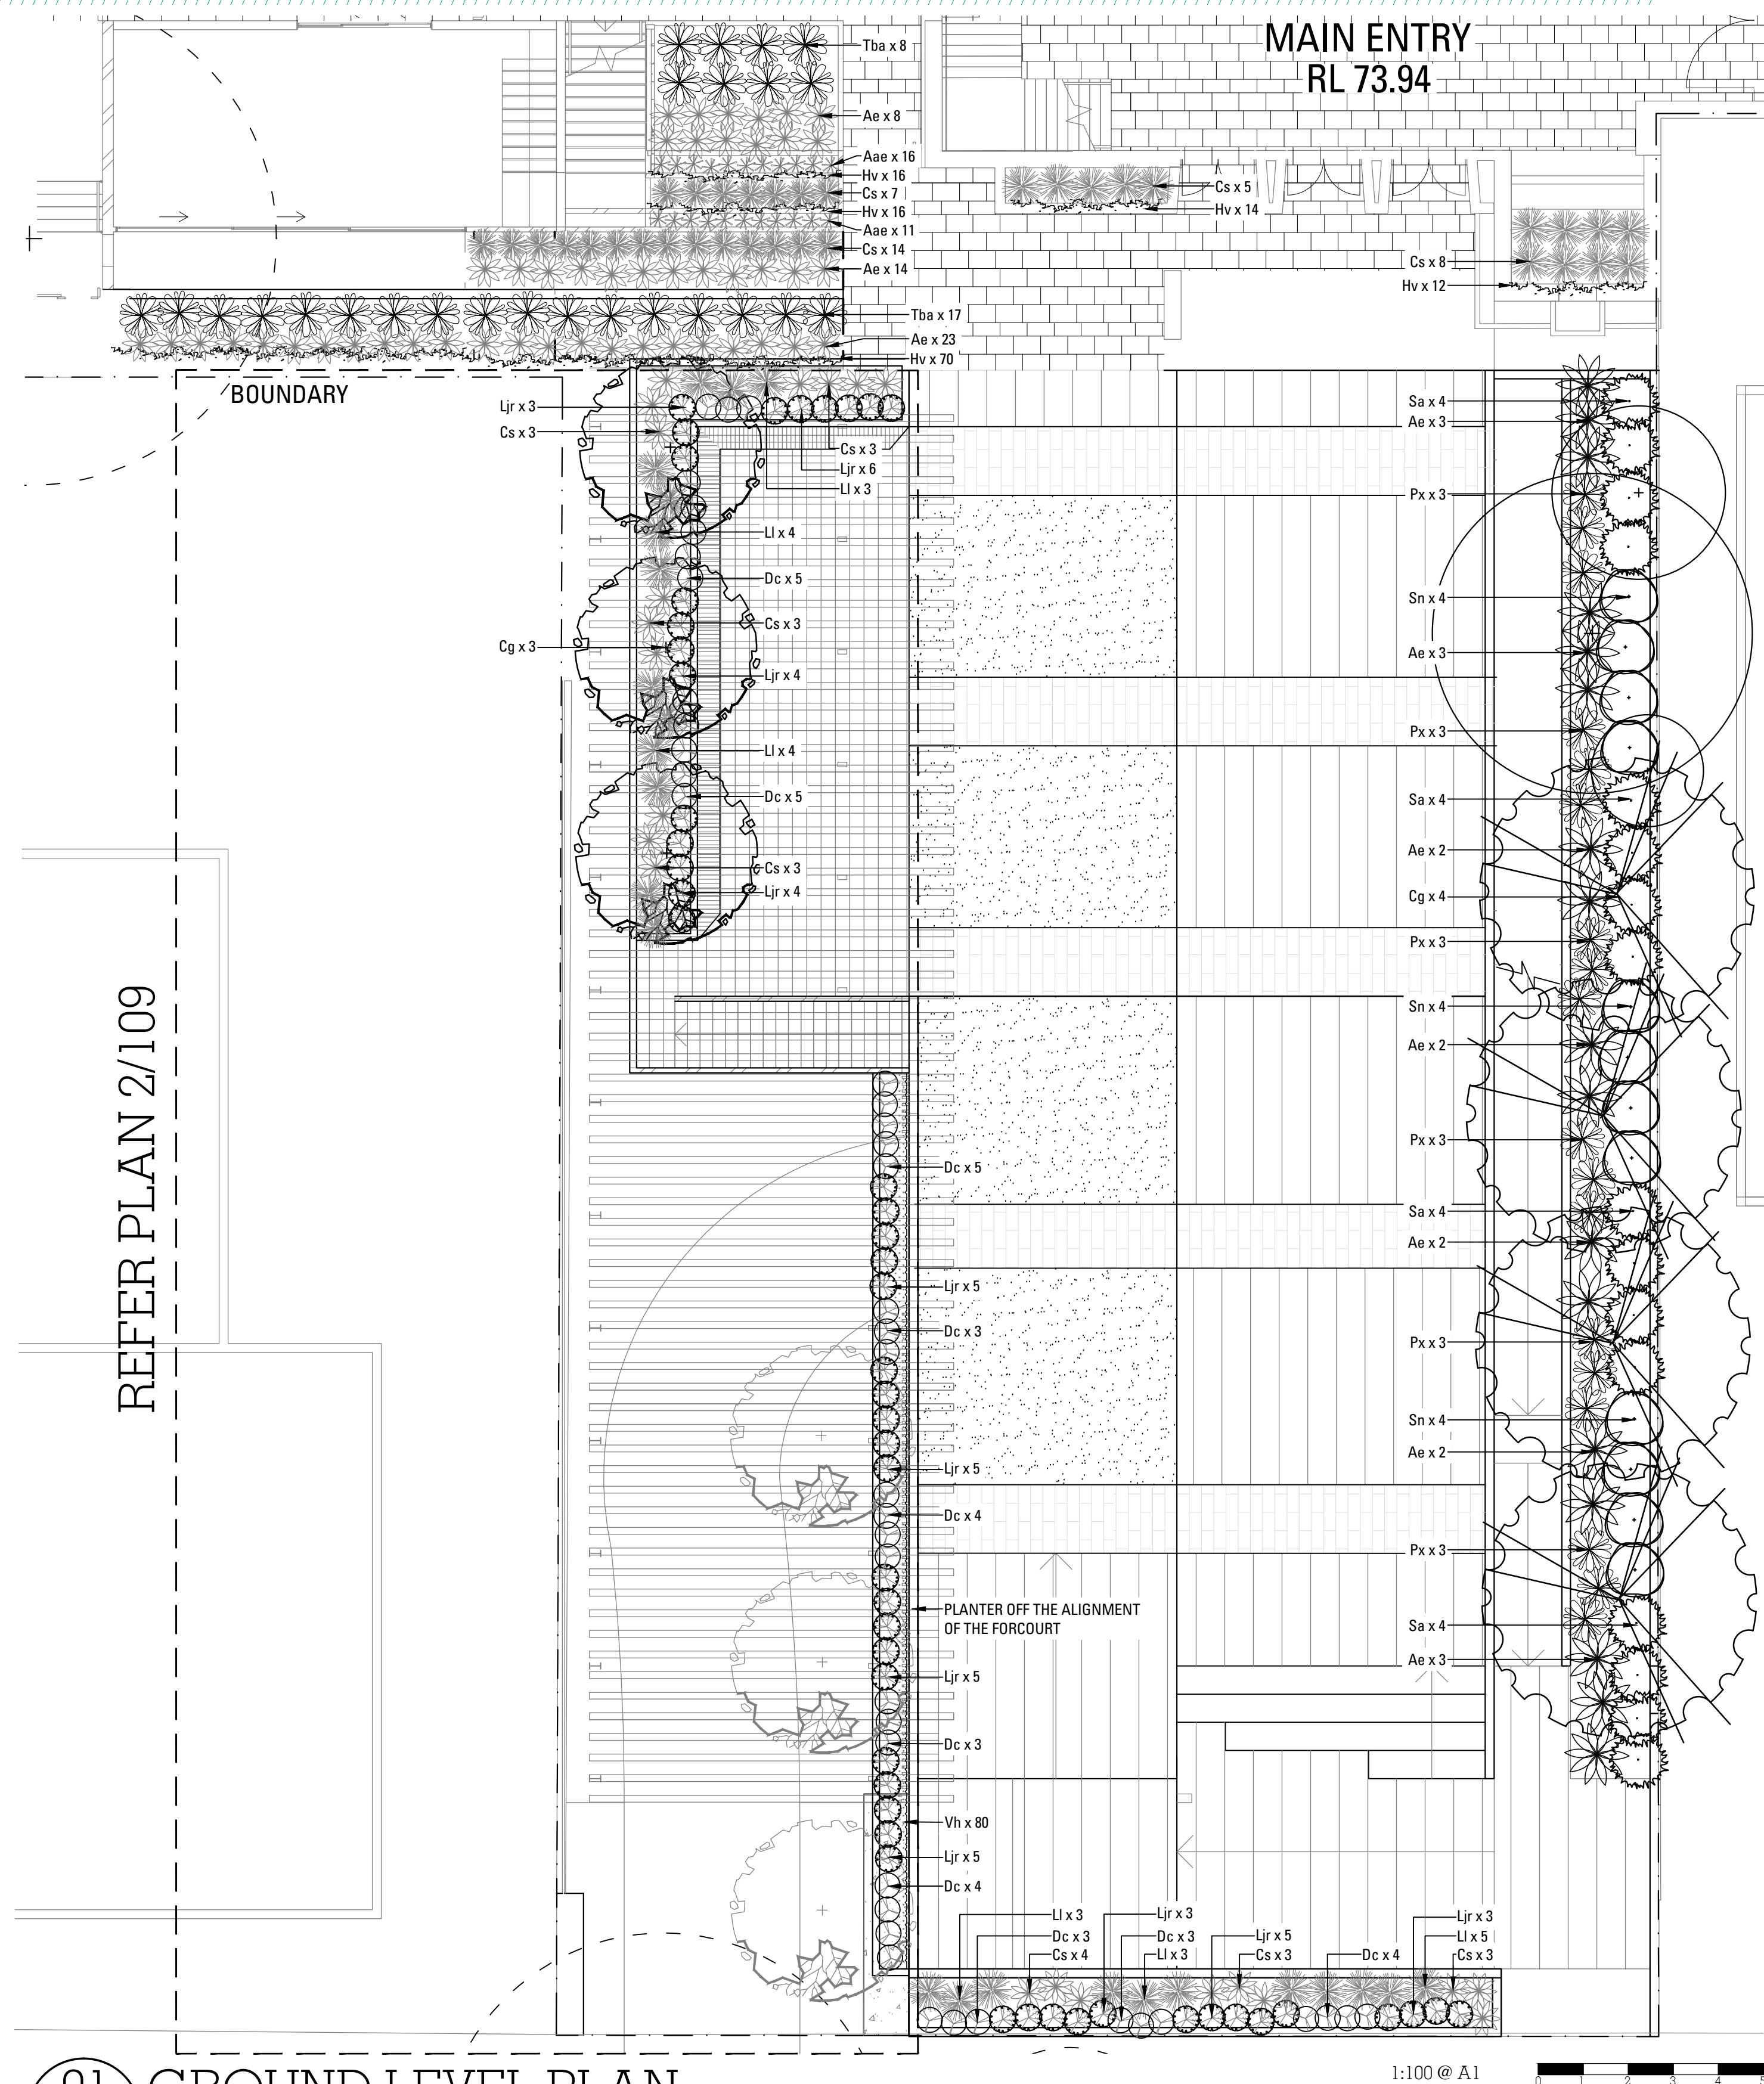 MAIN ENTRY
RL 73.94
Tba x 8
Ae x 8
Aae x 16
Hv x 16
Cs x 7
Hv x 16
Aae x 11
Cs x 14
Ae x 14
Cs x 5
Hv x 14
Cs x 8
Hv x 12
Tba x 17
Ae x 23
Hv x 70
BOUNDARY
Ljr x 3
Cs x 3
Cs x 3
Ljr x 6
Ll x 3
Ll x 4
Dc x 5
Cs x 3
Cg x 3
Ljr x 4
Ll x 4
Dc x 5
Cs x 3
Ljr x 4
Sa x 4
Ae x 3
Px x 3
Sn x 4
Ae x 3
Px x 3
Sa x 4
Ae x 2
Cg x 4
Px x 3
Sn x 4
Ae x 2
Px x 3
Sa x 4
Ae x 2
Px x 3
Sn x 4
Ae x 2
Px x 3
Sa x 4
Ae x 3
REFER PLAN 2/109
Dc x 5
Ljr x 5
Dc x 3
Ljr x 5
Dc x 4
PLANTER OFF THE ALIGNMENT
OF THE FORCOURT
Ljr x 5
Dc x 3
Vh x 80
Ljr x 5
Dc x 4
Ll x 3
Dc x 3
Cs x 4
Ljr x 3
Dc x 3
Ll x 3
Ljr x 5
Cs x 3
Dc x 4
Ljr x 3
Ll x 5
Cs x 3
01
GROUND LEVEL PLAN
1:100 @ A1
0 1 2 3 4